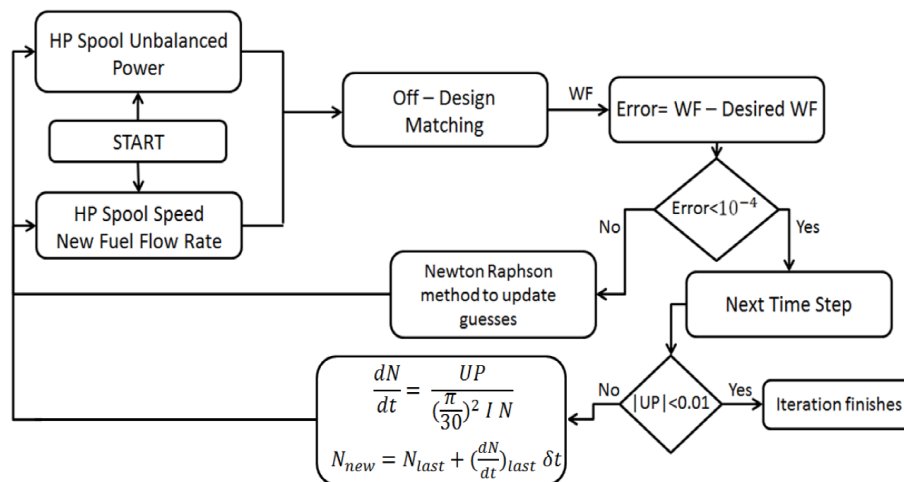 HP Spool Unbalanced
Power
START
HP Spool Speed
New Fuel Flow Rate
Off – Design
Matching
WF
Error= WF – Desired WF
Error<10⁻⁴
No
Yes
Newton Raphson
method to update
guesses
Next Time Step
|UP|<0.01
No
Yes
Iteration finishes
dN/dt = UP/((π/30)² I N)
N_new = N_last + (dN/dt)_last δt